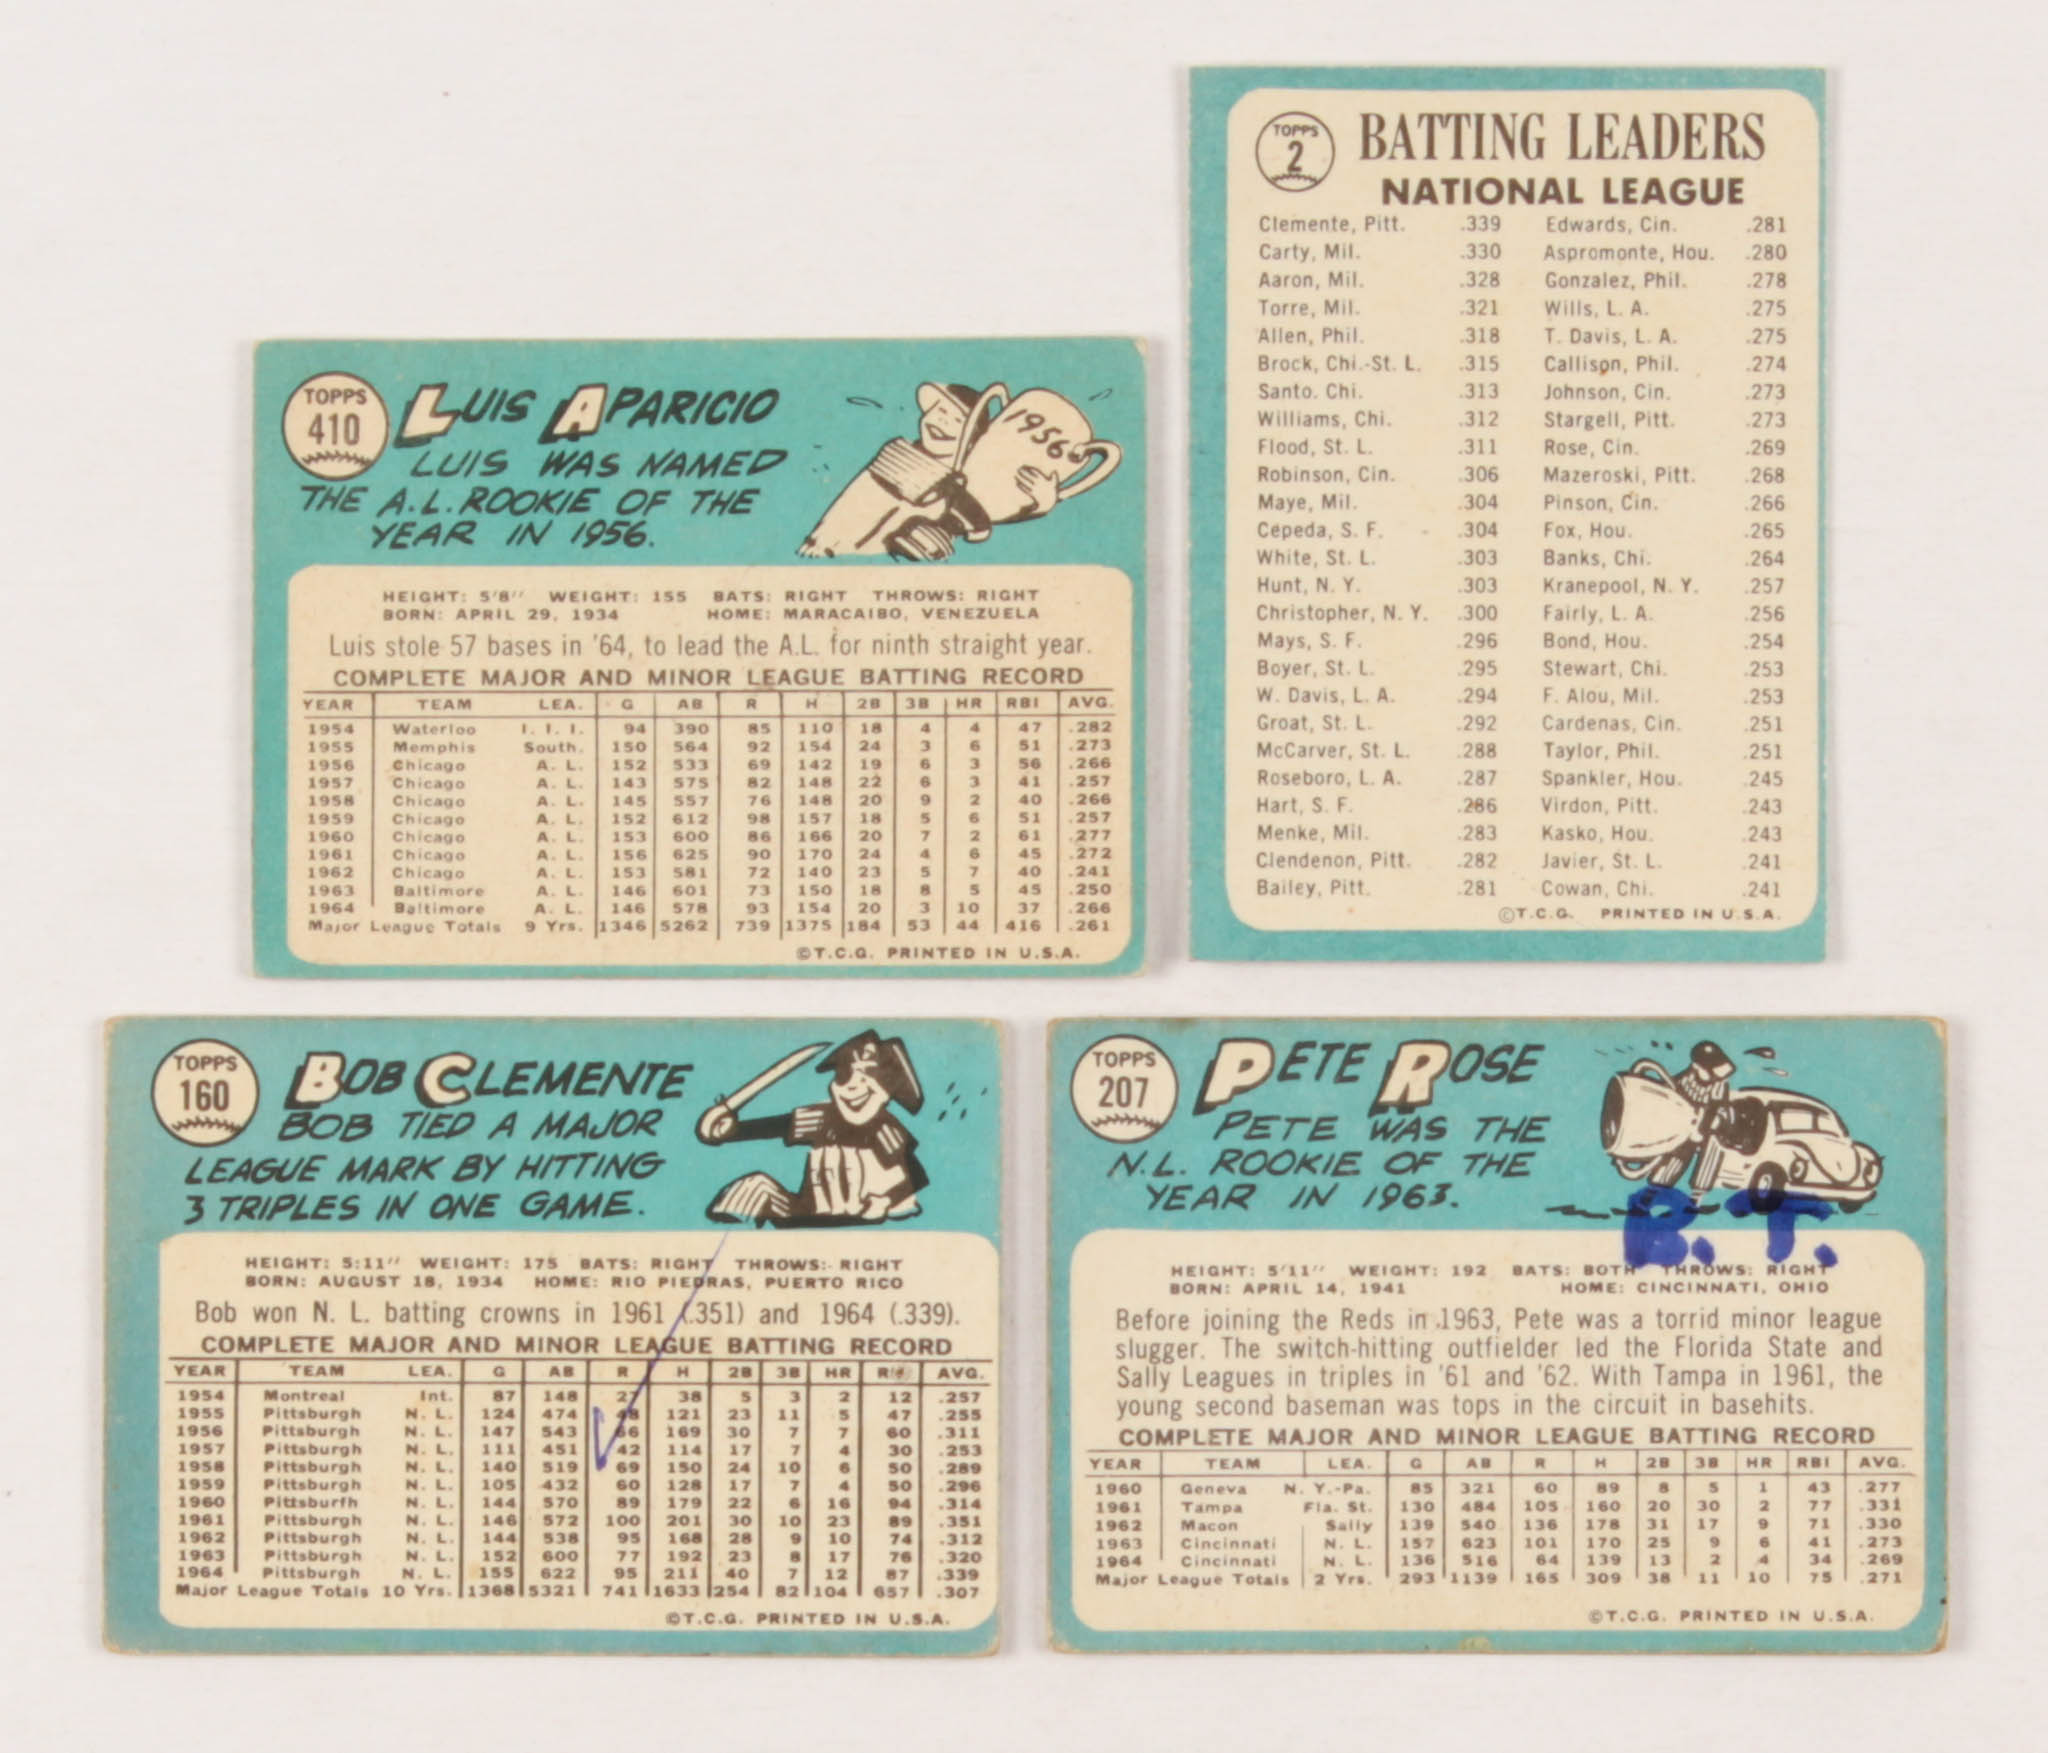 TOPPS
410
LUIS APARICIO
LUIS WAS NAMED
THE A.L. ROOKIE OF THE
YEAR IN 1956.
1956
HEIGHT: 5'8" WEIGHT: 155 BATS: RIGHT THROWS: RIGHT
BORN: APRIL 29, 1934 HOME: MARACAIBO, VENEZUELA
Luis stole 57 bases in '64, to lead the A.L. for ninth straight year.
COMPLETE MAJOR AND MINOR LEAGUE BATTING RECORD
YEAR TEAM LEA. G AB R H 2B 3B HR RBI AVG.
1954 Waterloo I. I. I. 94 390 85 110 18 4 4 47 .282
1955 Memphis South. 150 564 92 154 24 3 6 51 .273
1956 Chicago A. L. 152 533 69 142 19 6 3 56 .266
1957 Chicago A. L. 143 575 82 148 22 6 3 41 .257
1958 Chicago A. L. 145 557 76 148 20 9 2 40 .266
1959 Chicago A. L. 152 612 98 157 18 5 6 51 .257
1960 Chicago A. L. 153 600 86 166 20 7 2 61 .277
1961 Chicago A. L. 156 625 90 170 24 4 6 45 .272
1962 Chicago A. L. 153 581 72 140 23 5 7 40 .241
1963 Baltimore A. L. 146 601 73 150 18 8 5 45 .250
1964 Baltimore A. L. 146 578 93 154 20 3 10 37 .266
Major League Totals 9 Yrs. 1346 5262 739 1375 184 53 44 416 .261
©T.C.G. PRINTED IN U.S.A.
TOPPS
2
BATTING LEADERS
NATIONAL LEAGUE
Clemente, Pitt. .339 Edwards, Cin. .281
Carty, Mil. .330 Aspromonte, Hou. .280
Aaron, Mil. .328 Gonzalez, Phil. .278
Torre, Mil. .321 Wills, L. A. .275
Allen, Phil. .318 T. Davis, L. A. .275
Brock, Chi.-St. L. .315 Callison, Phil. .274
Santo. Chi. .313 Johnson, Cin. .273
Williams, Chi. .312 Stargell, Pitt. .273
Flood, St. L. .311 Rose, Cin. .269
Robinson, Cin. .306 Mazeroski, Pitt. .268
Maye, Mil. .304 Pinson, Cin. .266
Cepeda, S. F. .304 Fox, Hou. .265
White, St. L. .303 Banks, Chi. .264
Hunt, N. Y. .303 Kranepool, N. Y. .257
Christopher, N. Y. .300 Fairly, L. A. .256
Mays, S. F. .296 Bond, Hou. .254
Boyer, St. L. .295 Stewart, Chi. .253
W. Davis, L. A. .294 F. Alou, Mil. .253
Groat, St. L. .292 Cardenas, Cin. .251
McCarver, St. L. .288 Taylor, Phil. .251
Roseboro, L. A. .287 Spankler, Hou. .245
Hart, S. F. .286 Virdon, Pitt. .243
Menke, Mil. .283 Kasko, Hou. .243
Clendenon, Pitt. .282 Javier, St. L. .241
Bailey, Pitt. .281 Cowan, Chi. .241
©T.C.G. PRINTED IN U.S.A.
TOPPS
160
BOB CLEMENTE
BOB TIED A MAJOR
LEAGUE MARK BY HITTING
3 TRIPLES IN ONE GAME.
HEIGHT: 5:11" WEIGHT: 175 BATS: RIGHT THROWS: RIGHT
BORN: AUGUST 18, 1934 HOME: RIO PIEDRAS, PUERTO RICO
Bob won N. L. batting crowns in 1961 (.351) and 1964 (.339).
COMPLETE MAJOR AND MINOR LEAGUE BATTING RECORD
YEAR TEAM LEA. G AB R H 2B 3B HR AVG.
1954 Montreal Int. 87 148 27 38 5 3 2 12 .257
1955 Pittsburgh N. L. 124 474 48 121 23 11 5 47 .255
1956 Pittsburgh N. L. 147 543 66 169 30 7 7 60 .311
1957 Pittsburgh N. L. 111 451 42 114 17 7 4 30 .253
1958 Pittsburgh N. L. 140 519 69 150 24 10 6 50 .289
1959 Pittsburgh N. L. 105 432 60 128 17 7 4 50 .296
1960 Pittsburfh N. L. 144 570 89 179 22 6 16 94 .314
1961 Pittsburgh N. L. 146 572 100 201 30 10 23 89 .351
1962 Pittsburgh N. L. 144 538 95 168 28 9 10 74 .312
1963 Pittsburgh N. L. 152 600 77 192 23 8 17 76 .320
1964 Pittsburgh N. L. 155 622 95 211 40 7 12 87 .339
Major League Totals 10 Yrs. 1368 5321 741 1633 254 82 104 657 .307
©T.C.G. PRINTED IN U.S.A.
TOPPS
207
PETE ROSE
PETE WAS THE
N.L. ROOKIE OF THE
YEAR IN 1963.
B. T.
HEIGHT: 5'11" WEIGHT: 192 BATS: BOTH THROWS: RIGHT
BORN: APRIL 14, 1941 HOME: CINCINNATI, OHIO
Before joining the Reds in 1963, Pete was a torrid minor league
slugger. The switch-hitting outfielder led the Florida State and
Sally Leagues in triples in '61 and '62. With Tampa in 1961, the
young second baseman was tops in the circuit in basehits.
COMPLETE MAJOR AND MINOR LEAGUE BATTING RECORD
YEAR TEAM LEA. G AB R H 2B 3B HR RBI AVG.
1960 Geneva N. Y.-Pa. 85 321 60 89 8 5 1 43 .277
1961 Tampa Fla. St. 130 484 105 160 20 30 2 77 .331
1962 Macon Sally 139 540 136 178 31 17 9 71 .330
1963 Cincinnati N. L. 157 623 101 170 25 9 6 41 .273
1964 Cincinnati N. L. 136 516 64 139 13 2 4 34 .269
Major League Totals 2 Yrs. 293 1139 165 309 38 11 10 75 .271
©T.C.G. PRINTED IN U.S.A.